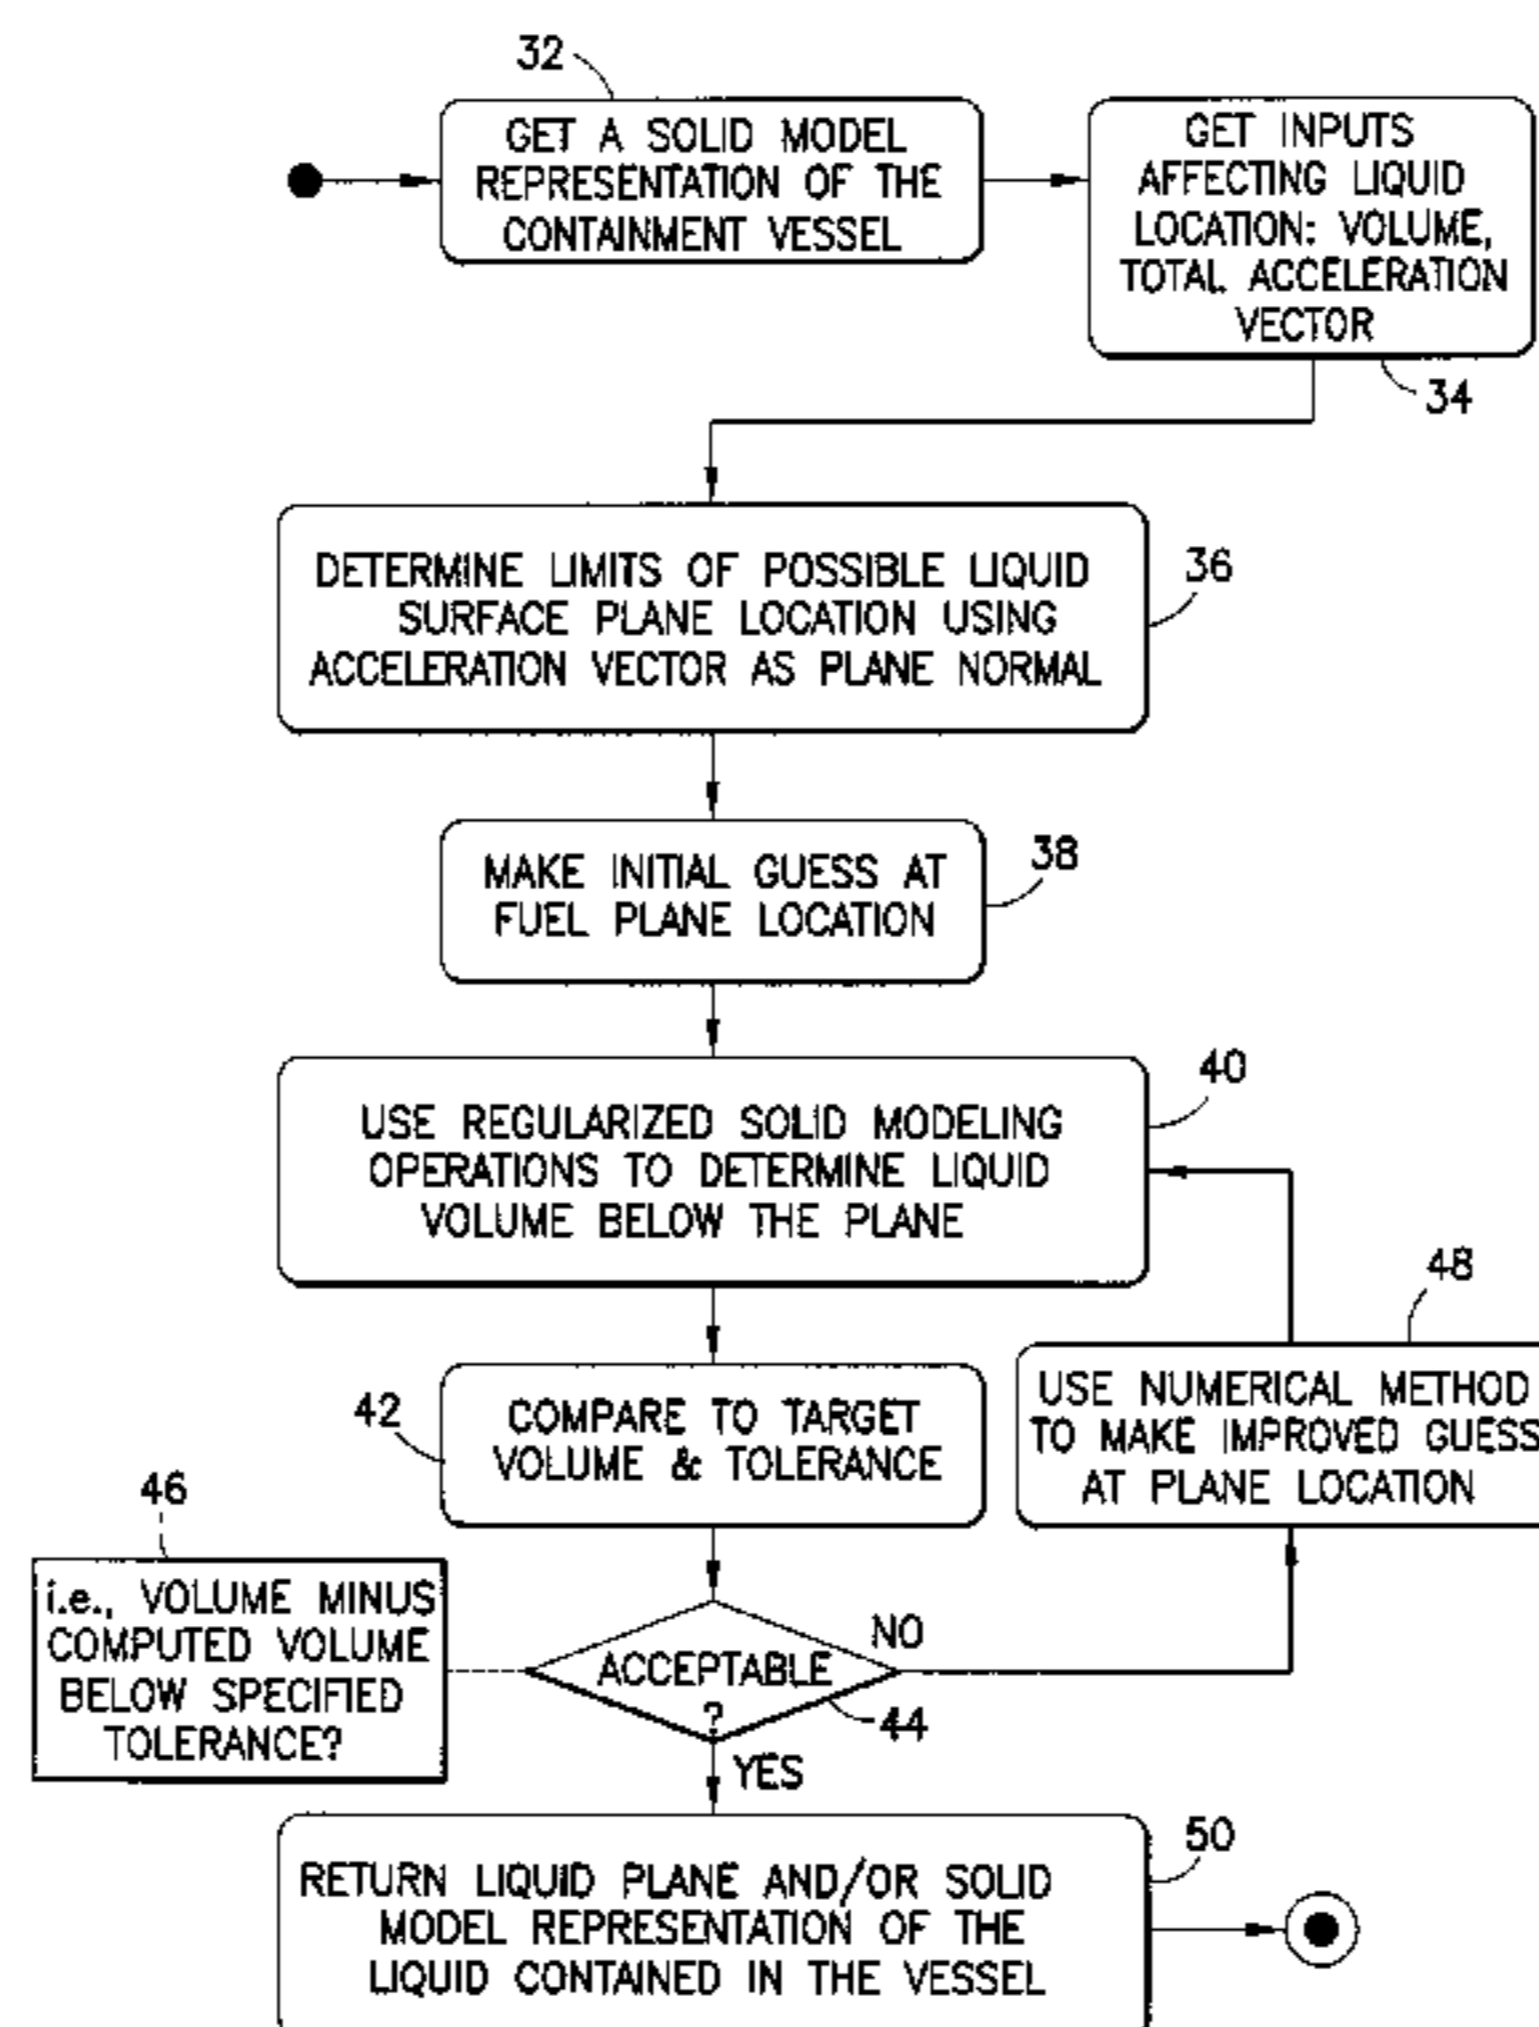 32
GET A SOLID MODEL
REPRESENTATION OF THE
CONTAINMENT VESSEL
GET INPUTS
AFFECTING LIQUID
LOCATION: VOLUME,
TOTAL ACCELERATION
VECTOR
34
DETERMINE LIMITS OF POSSIBLE LIQUID
SURFACE PLANE LOCATION USING
ACCELERATION VECTOR AS PLANE NORMAL
36
MAKE INITIAL GUESS AT
FUEL PLANE LOCATION
38
USE REGULARIZED SOLID MODELING
OPERATIONS TO DETERMINE LIQUID
VOLUME BELOW THE PLANE
40
42
COMPARE TO TARGET
VOLUME & TOLERANCE
48
USE NUMERICAL METHOD
TO MAKE IMPROVED GUESS
AT PLANE LOCATION
46
i.e., VOLUME MINUS
COMPUTED VOLUME
BELOW SPECIFIED
TOLERANCE?
ACCEPTABLE
?
44
NO
YES
RETURN LIQUID PLANE AND/OR SOLID
MODEL REPRESENTATION OF THE
LIQUID CONTAINED IN THE VESSEL
50